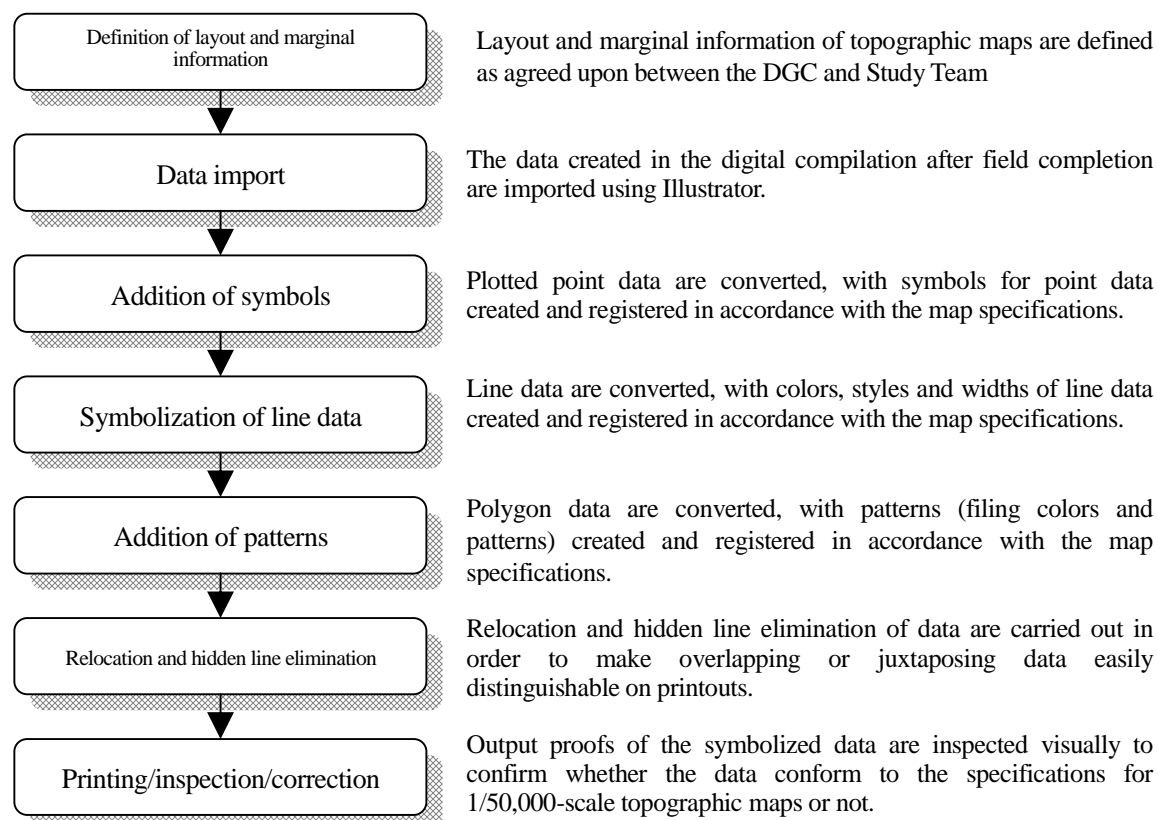 Definition of layout and marginal
information
Layout and marginal information of topographic maps are defined
as agreed upon between the DGC and Study Team
Data import
The data created in the digital compilation after field completion
are imported using Illustrator.
Addition of symbols
Plotted point data are converted, with symbols for point data
created and registered in accordance with the map specifications.
Symbolization of line data
Line data are converted, with colors, styles and widths of line data
created and registered in accordance with the map specifications.
Addition of patterns
Polygon data are converted, with patterns (filing colors and
patterns) created and registered in accordance with the map
specifications.
Relocation and hidden line elimination
Relocation and hidden line elimination of data are carried out in
order to make overlapping or juxtaposing data easily
distinguishable on printouts.
Printing/inspection/correction
Output proofs of the symbolized data are inspected visually to
confirm whether the data conform to the specifications for
1/50,000-scale topographic maps or not.